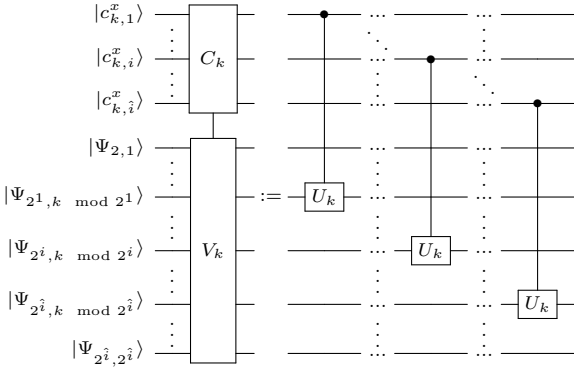 |c^x_{k,1}⟩
|c^x_{k,i}⟩ C_k
|c^x_{k,î}⟩
|Ψ_{2,1}⟩
|Ψ_{2^1,k mod 2^1}⟩ := U_k
|Ψ_{2^i,k mod 2^i}⟩ V_k U_k
|Ψ_{2^î,k mod 2^î}⟩ U_k
|Ψ_{2^î,2^î}⟩